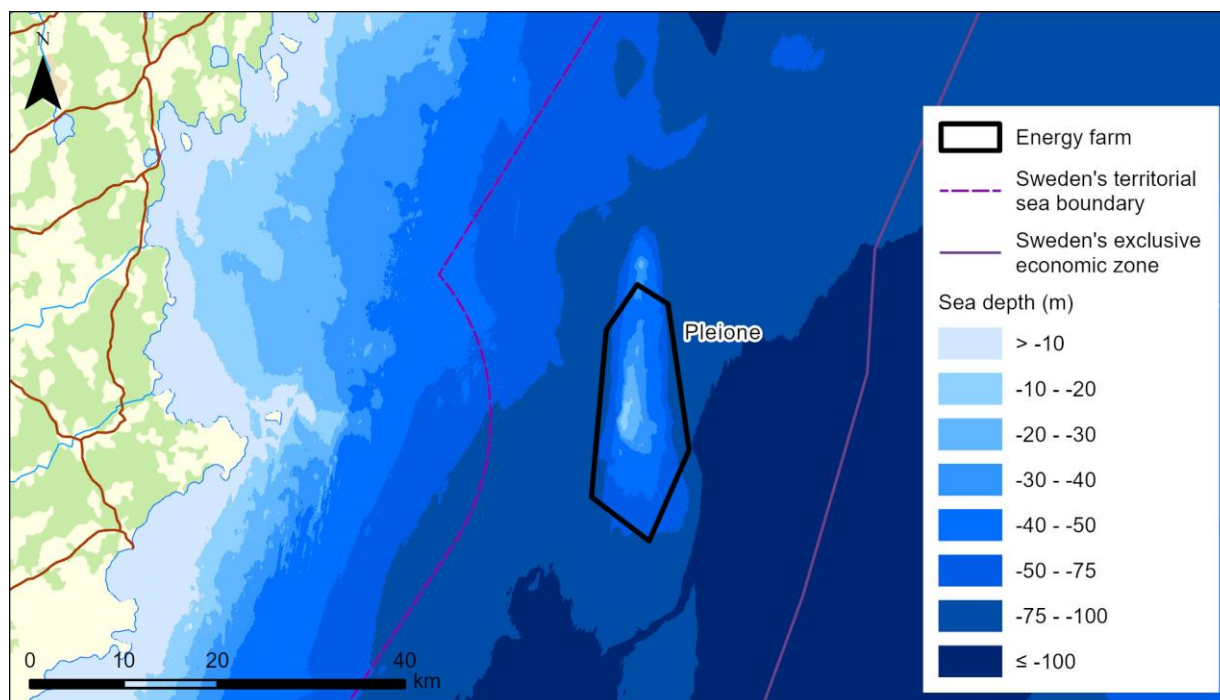 N
Pleione
Energy farm
Sweden's territorial
sea boundary
Sweden's exclusive
economic zone
Sea depth (m)
> -10
-10 - -20
-20 - -30
-30 - -40
-40 - -50
-50 - -75
-75 - -100
≤ -100
0 10 20 40
km